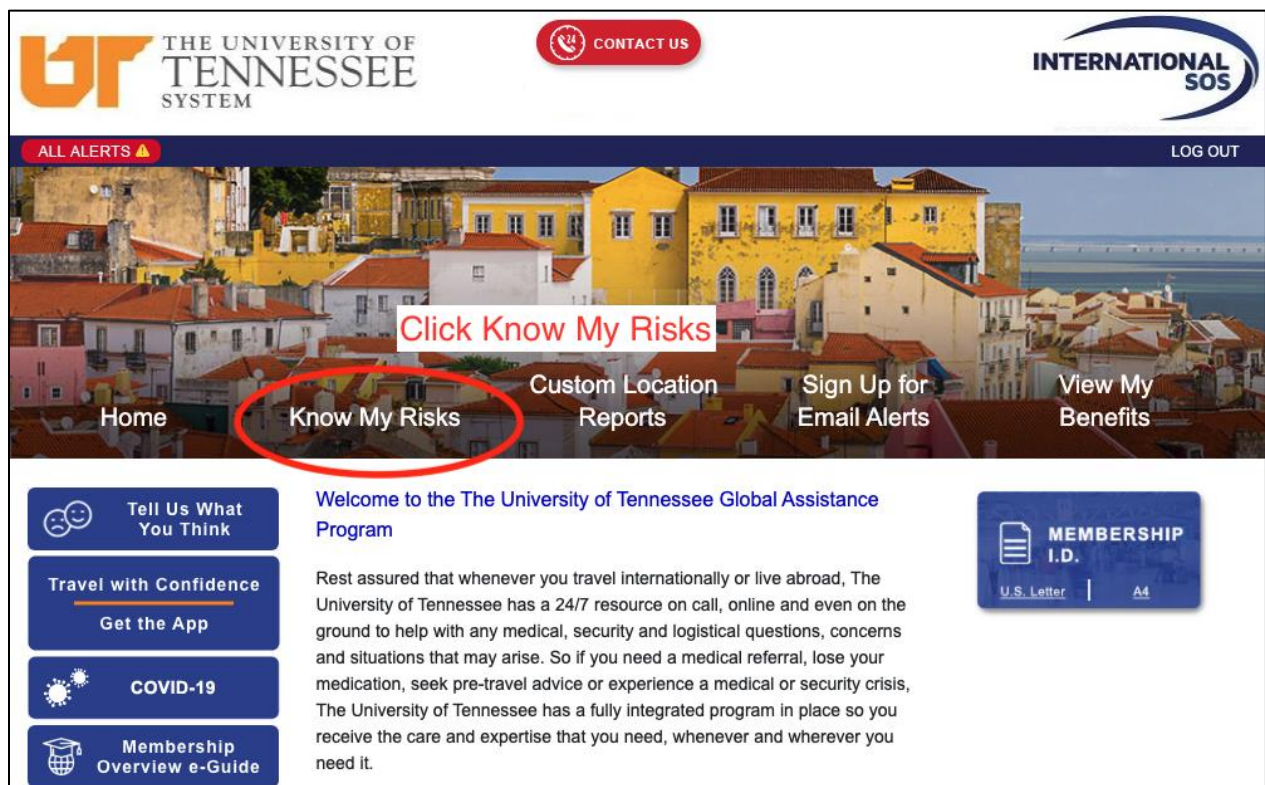 THE UNIVERSITY OF
TENNESSEE
SYSTEM
24
CONTACT US
INTERNATIONAL
SOS
ALL ALERTS
LOG OUT
Click Know My Risks
Home
Know My Risks
Custom Location
Reports
Sign Up for
Email Alerts
View My
Benefits
Tell Us What
You Think
Travel with Confidence
Get the App
COVID-19
Membership
Overview e-Guide
Welcome to the The University of Tennessee Global Assistance
Program
Rest assured that whenever you travel internationally or live abroad, The
University of Tennessee has a 24/7 resource on call, online and even on the
ground to help with any medical, security and logistical questions, concerns
and situations that may arise. So if you need a medical referral, lose your
medication, seek pre-travel advice or experience a medical or security crisis,
The University of Tennessee has a fully integrated program in place so you
receive the care and expertise that you need, whenever and wherever you
need it.
MEMBERSHIP
I.D.
U.S. Letter | A4